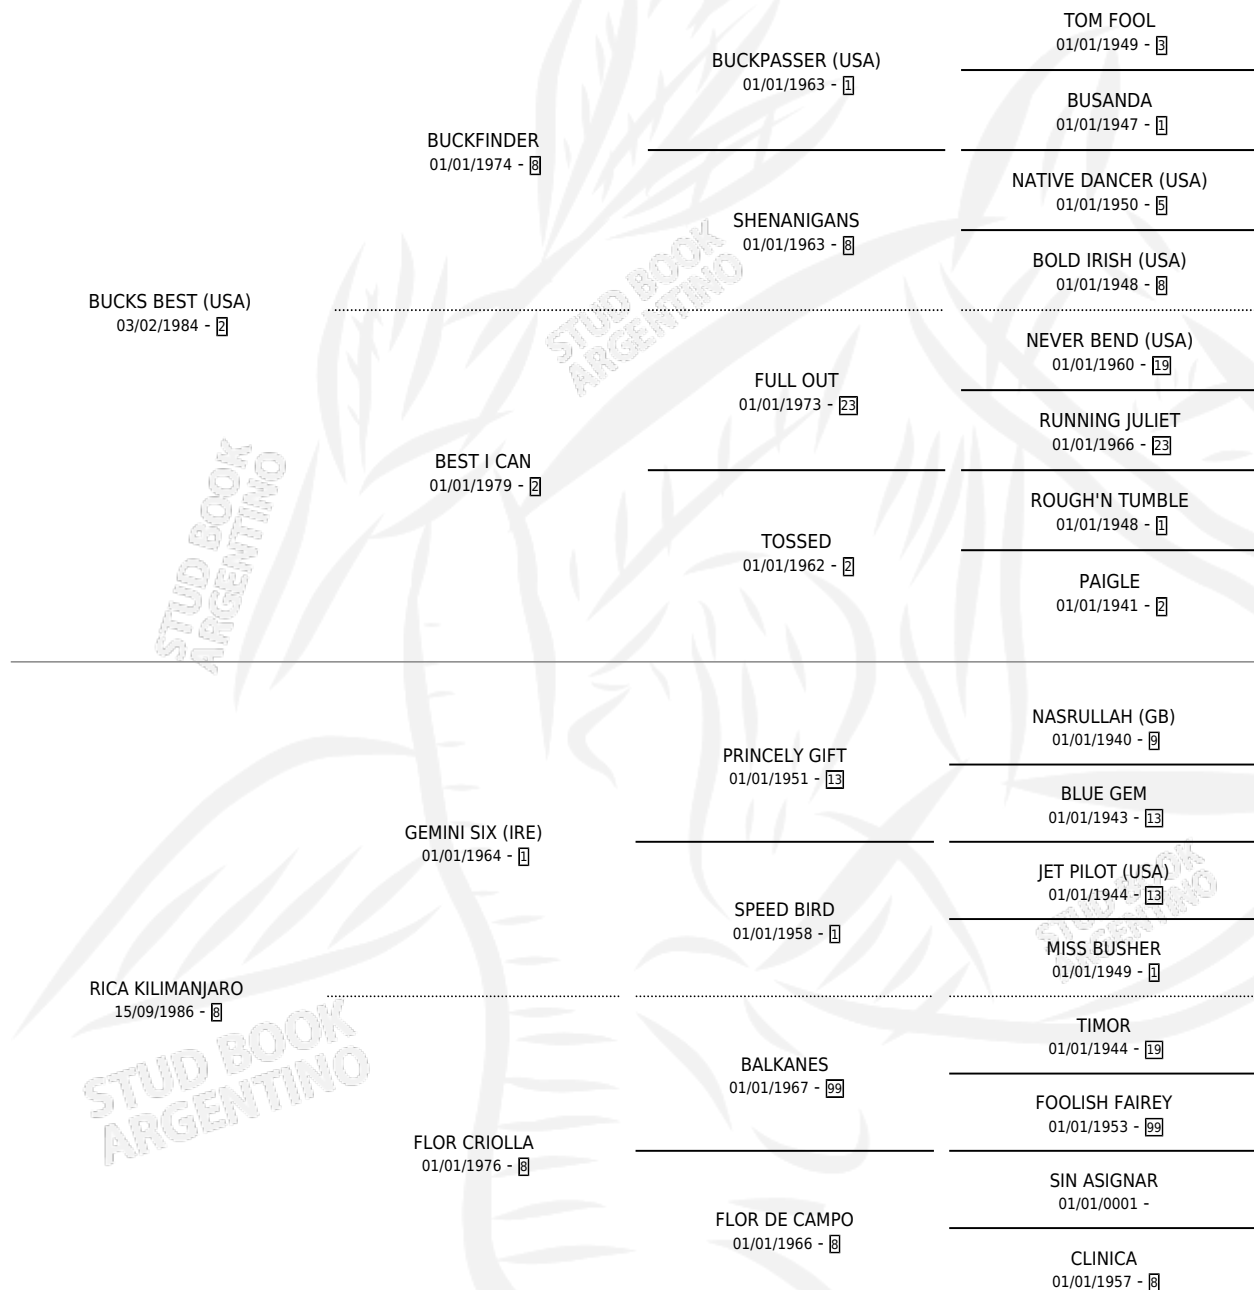 TOM FOOL
01/01/1949 - 3
BUCKPASSER (USA)
01/01/1963 - 1
BUSANDA
01/01/1947 - 1
BUCKFINDER
01/01/1974 - 8
NATIVE DANCER (USA)
01/01/1950 - 5
SHENANIGANS
01/01/1963 - 8
BOLD IRISH (USA)
01/01/1948 - 8
BUCKS BEST (USA)
03/02/1984 - 2
NEVER BEND (USA)
01/01/1960 - 19
FULL OUT
01/01/1973 - 23
RUNNING JULIET
01/01/1966 - 23
BEST I CAN
01/01/1979 - 2
ROUGH'N TUMBLE
01/01/1948 - 1
TOSSED
01/01/1962 - 2
PAIGLE
01/01/1941 - 2
NASRULLAH (GB)
01/01/1940 - 9
PRINCELY GIFT
01/01/1951 - 13
BLUE GEM
01/01/1943 - 13
GEMINI SIX (IRE)
01/01/1964 - 1
JET PILOT (USA)
01/01/1944 - 13
SPEED BIRD
01/01/1958 - 1
MISS BUSHER
01/01/1949 - 1
RICA KILIMANJARO
15/09/1986 - 8
TIMOR
01/01/1944 - 19
BALKANES
01/01/1967 - 99
FOOLISH FAIREY
01/01/1953 - 99
FLOR CRIOLLA
01/01/1976 - 8
SIN ASIGNAR
01/01/0001 -
FLOR DE CAMPO
01/01/1966 - 8
CLINICA
01/01/1957 - 8
STUD BOOK
ARGENTINO
STUD BOOK
ARGENTINO
STUD BOOK
ARGENTINO
STUD BOOK
ARGENTINO